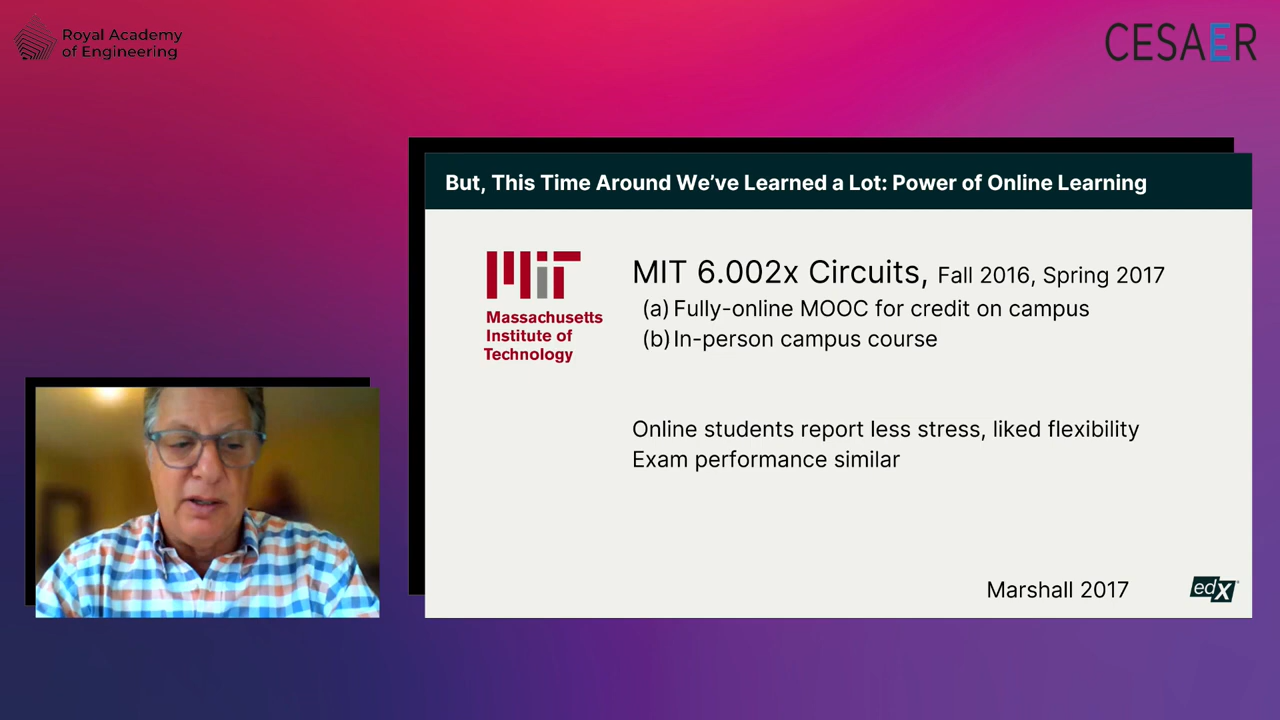 Royal Academy
of Engineering
CESAER
But, This Time Around We’ve Learned a Lot: Power of Online Learning
MIT
Massachusetts
Institute of
Technology
MIT 6.002x Circuits, Fall 2016, Spring 2017
(a) Fully-online MOOC for credit on campus
(b) In-person campus course
Online students report less stress, liked flexibility
Exam performance similar
Marshall 2017
edX